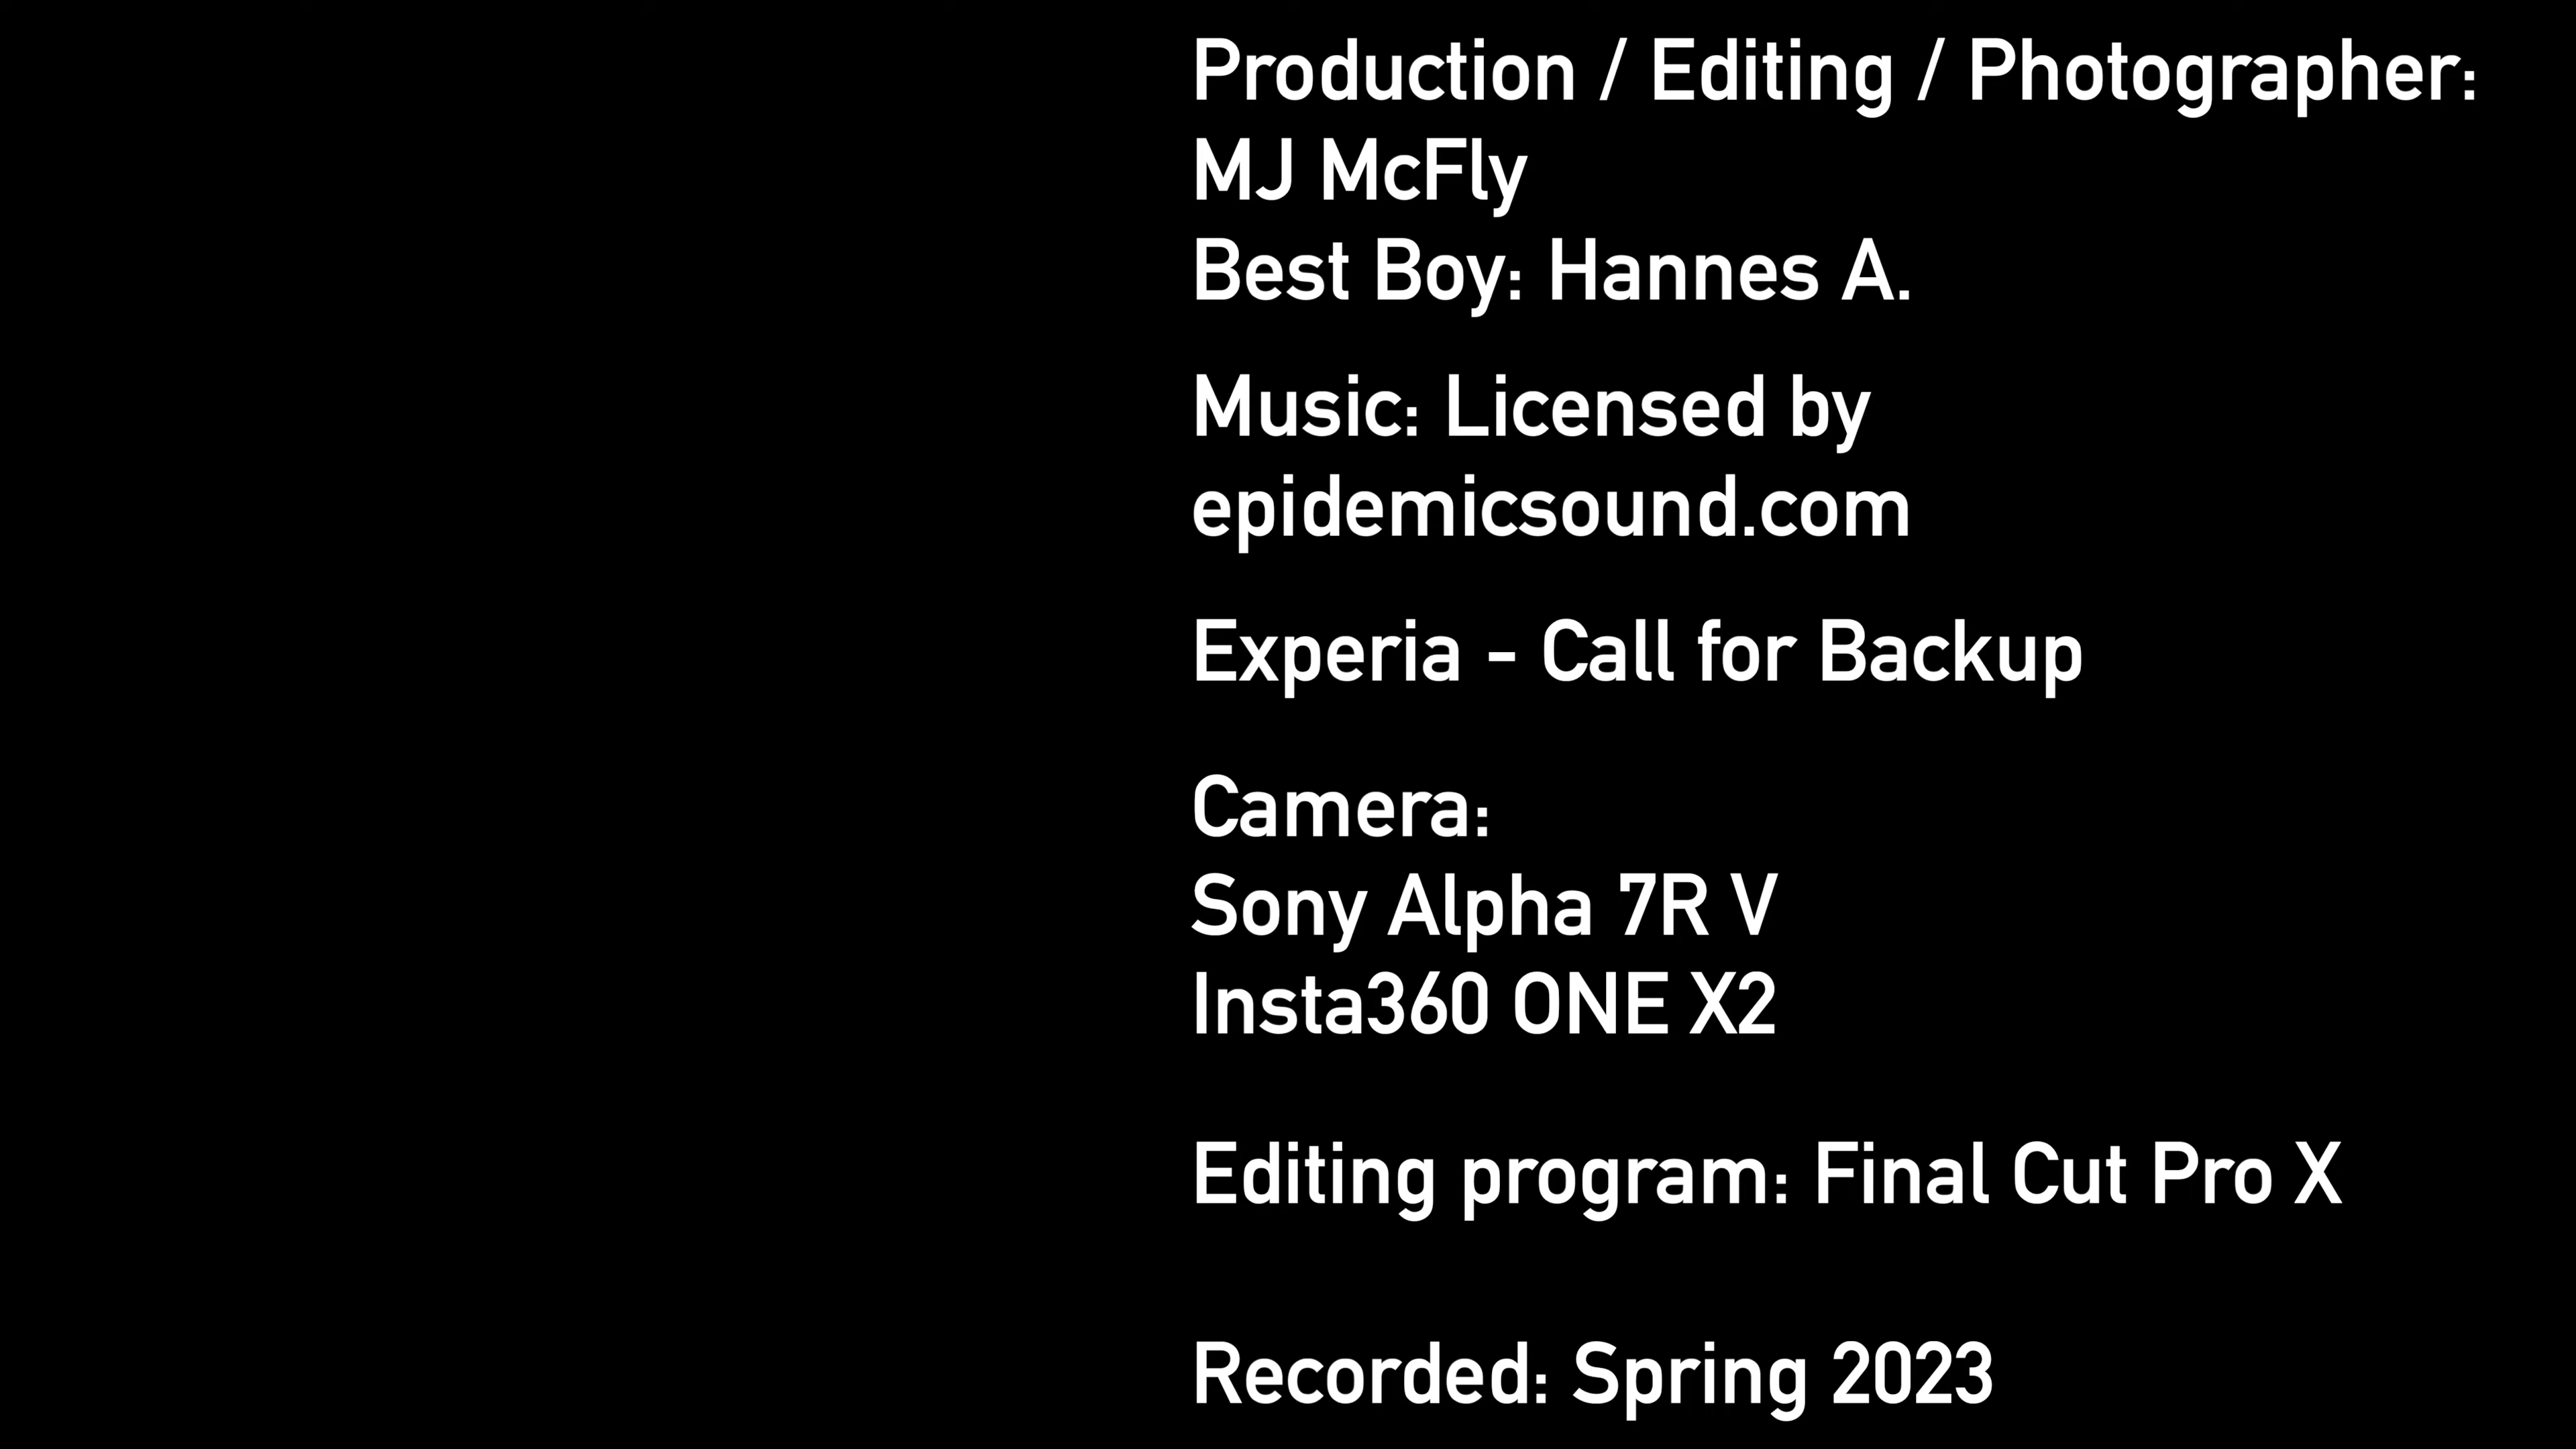 Production / Editing / Photographer:
MJ McFly
Best Boy: Hannes A.
Music: Licensed by
epidemicsound.com
Experia - Call for Backup
Camera:
Sony Alpha 7R V
Insta360 ONE X2
Editing program: Final Cut Pro X
Recorded: Spring 2023